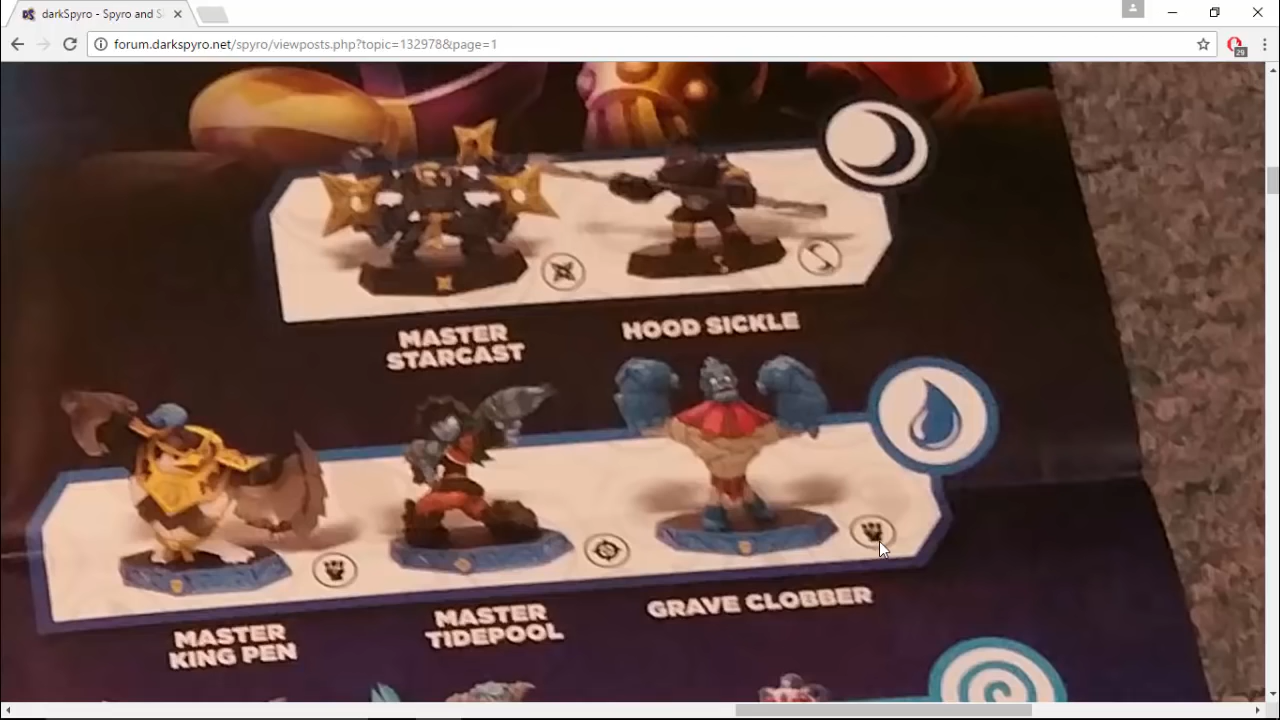 darkSpyro - Spyro and S
forum.darkspyro.net/spyro/viewposts.php?topic=132978&page=1
29
MASTER
STARCAST
HOOD SICKLE
MASTER
KING PEN
MASTER
TIDEPOOL
GRAVE CLOBBER